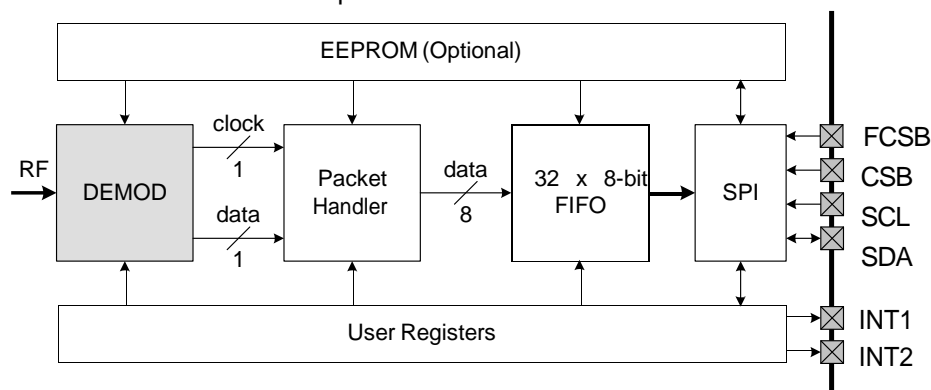 EEPROM (Optional)
RF
DEMOD
clock
1
data
1
Packet
Handler
data
8
32 x 8-bit
FIFO
SPI
FCSB
CSB
SCL
SDA
User Registers
INT1
INT2